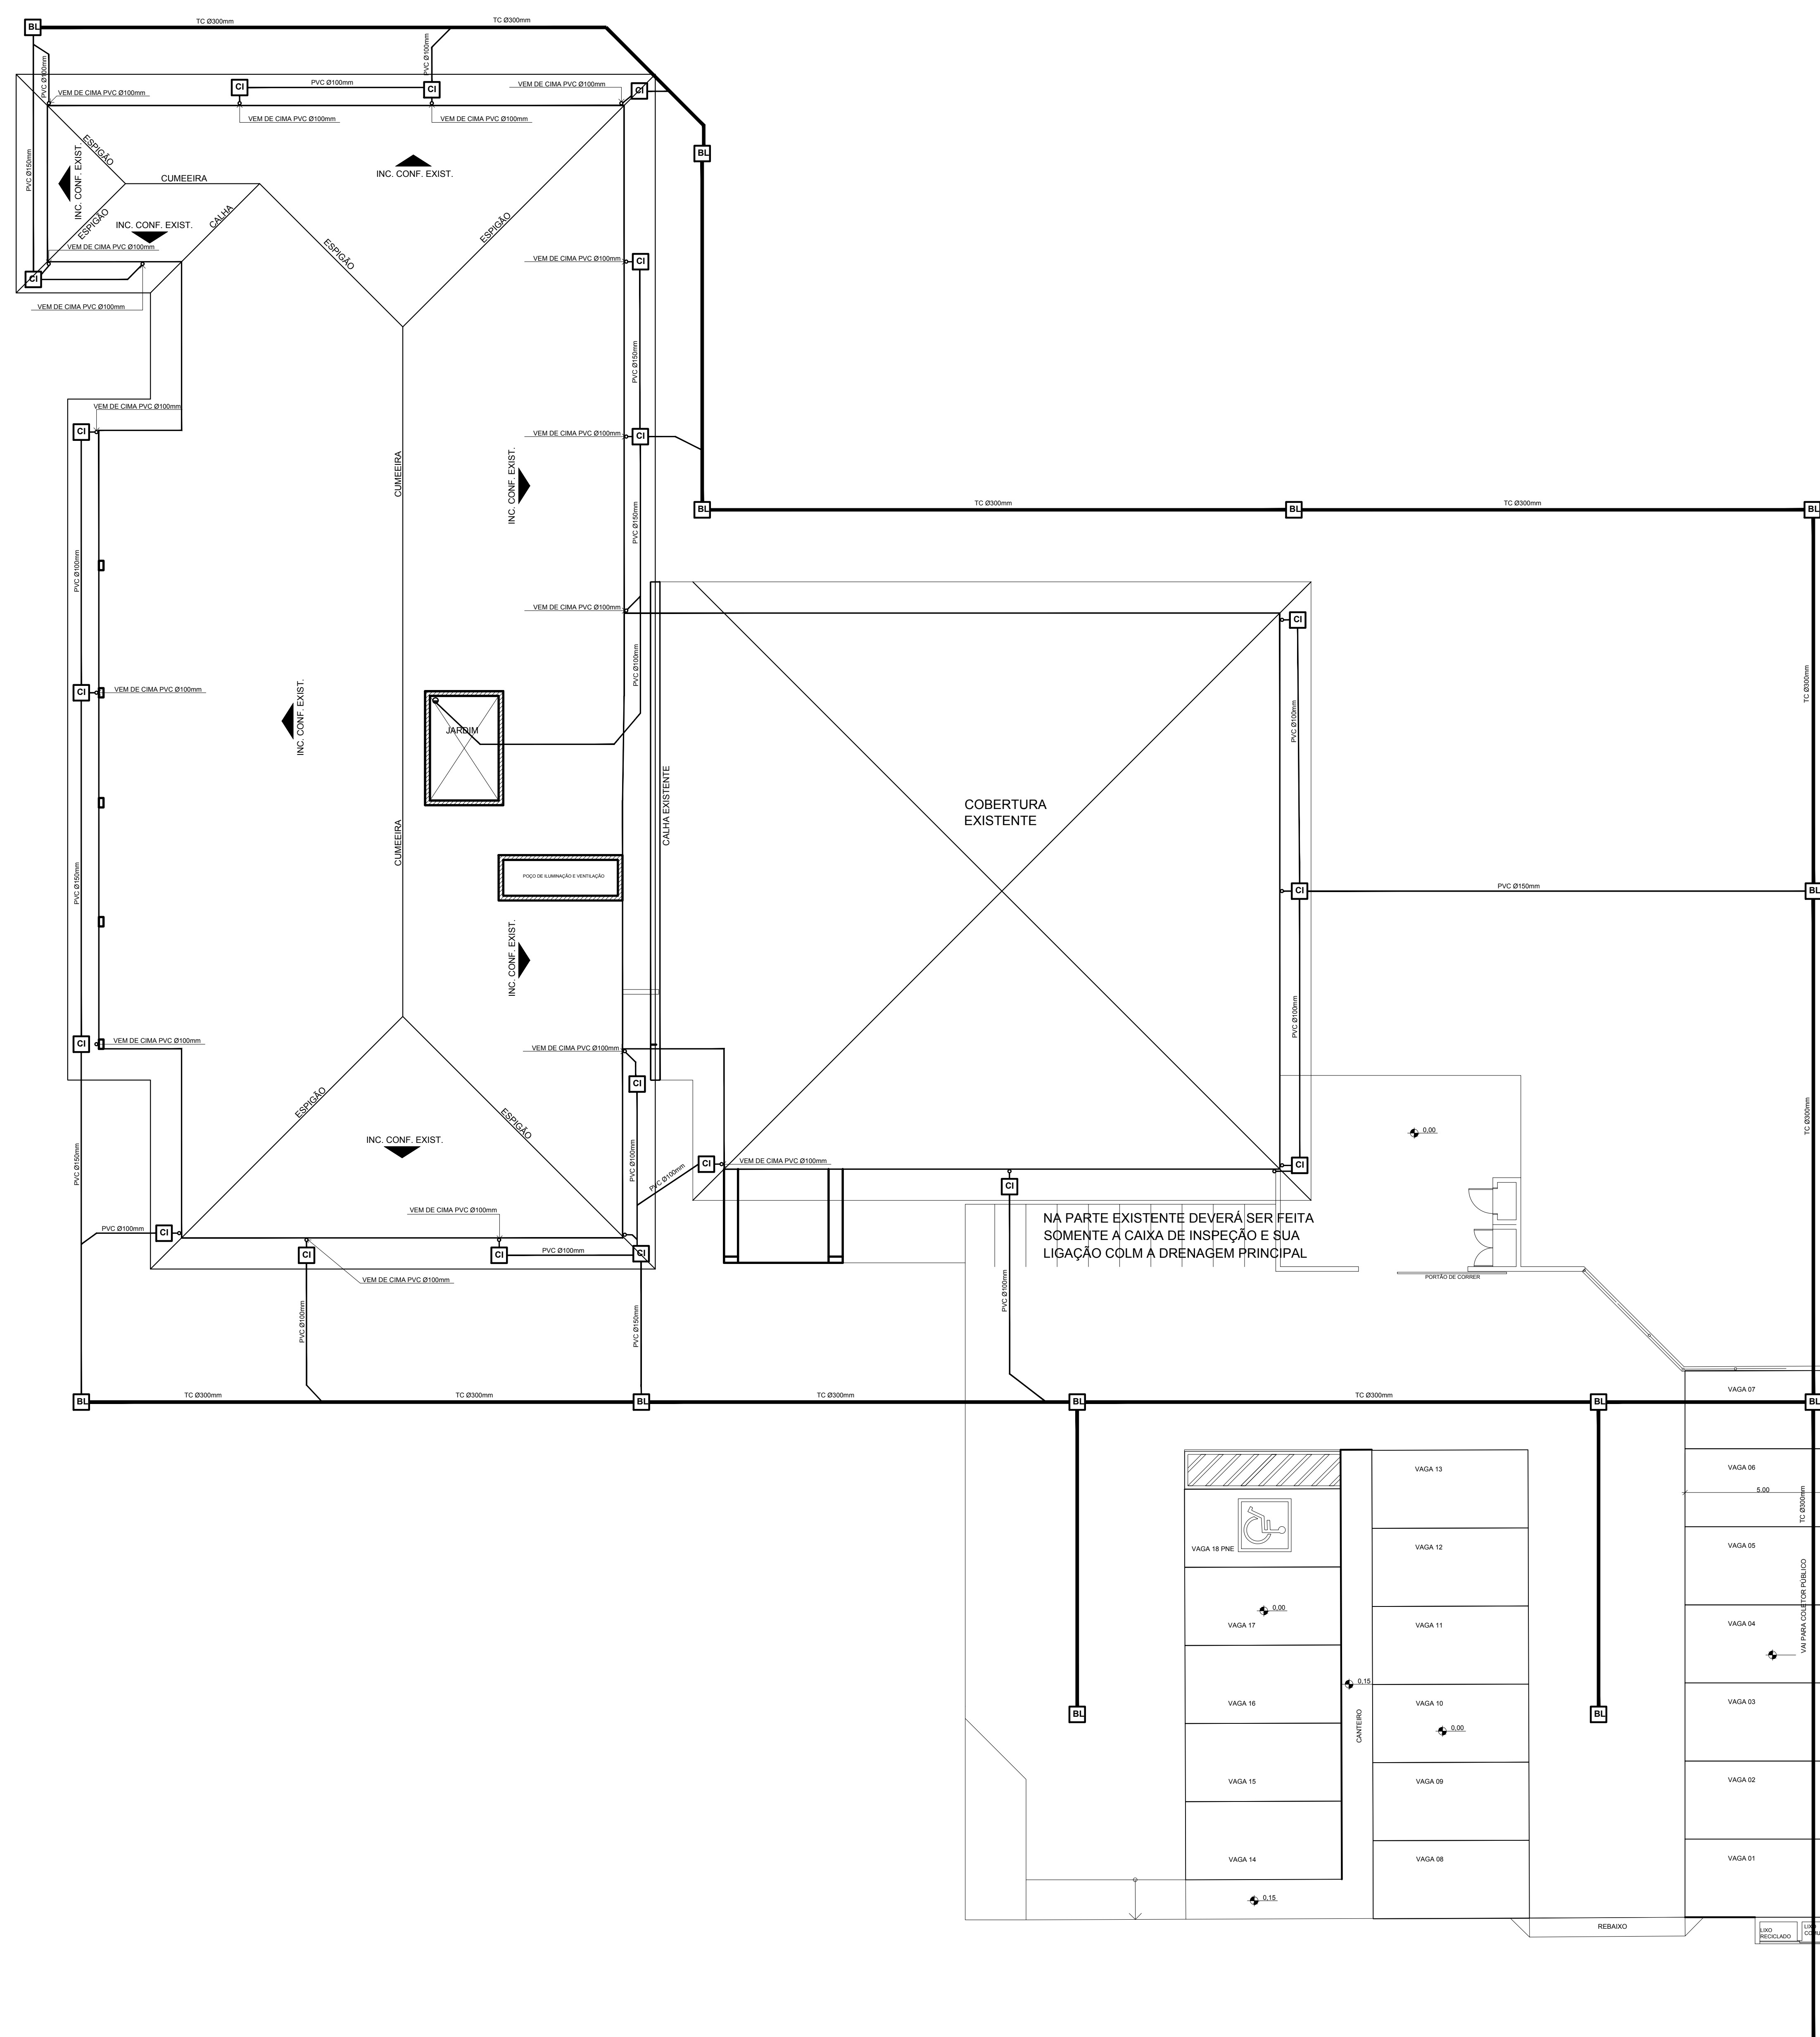 BL
TC Ø300mm
TC Ø300mm
PVC Ø100mm
PVC Ø100mm
CI
PVC Ø100mm
CI
VEM DE CIMA PVC Ø100mm
CI
VEM DE CIMA PVC Ø100mm
VEM DE CIMA PVC Ø100mm
VEM DE CIMA PVC Ø100mm
BL
ESPIGÃO
PVC Ø150mm
INC. CONF. EXIST.
CUMEEIRA
INC. CONF. EXIST.
ESPIGÃO
CALHA
INC. CONF. EXIST.
ESPIGÃO
ESPIGÃO
VEM DE CIMA PVC Ø100mm
CI
VEM DE CIMA PVC Ø100mm
VEM DE CIMA PVC Ø100mm
CI
PVC Ø150mm
VEM DE CIMA PVC Ø100mm
CI
VEM DE CIMA PVC Ø100mm
CI
CUMEEIRA
INC. CONF. EXIST.
PVC Ø150mm
BL
TC Ø300mm
BL
TC Ø300mm
BL
PVC Ø100mm
VEM DE CIMA PVC Ø100mm
CI
PVC Ø100mm
CI
VEM DE CIMA PVC Ø100mm
INC. CONF. EXIST.
JARDIM
PVC Ø100mm
TC Ø300mm
CALHA EXISTENTE
COBERTURA
EXISTENTE
CUMEEIRA
PVC Ø150mm
POÇO DE ILUMINAÇÃO E VENTILAÇÃO
CI
PVC Ø150mm
BL
INC. CONF. EXIST.
PVC Ø100mm
CI
VEM DE CIMA PVC Ø100mm
VEM DE CIMA PVC Ø100mm
CI
ESPIGÃO
ESPIGÃO
INC. CONF. EXIST.
TC Ø300mm
0,00
PVC Ø150mm
PVC Ø100mm
PVC Ø100mm
CI
VEM DE CIMA PVC Ø100mm
CI
CI
VEM DE CIMA PVC Ø100mm
NA PARTE EXISTENTE DEVERÁ SER FEITA
SOMENTE A CAIXA DE INSPEÇÃO E SUA
LIGAÇÃO COLM A DRENAGEM PRINCIPAL
PVC Ø100mm
CI
CI
CI
PVC Ø100mm
CI
VEM DE CIMA PVC Ø100mm
PORTÃO DE CORRER
PVC Ø100mm
PVC Ø150mm
PVC Ø100mm
BL
TC Ø300mm
TC Ø300mm
BL
TC Ø300mm
BL
TC Ø300mm
BL
BL
VAGA 07
VAGA 13
VAGA 06
5.00
TC Ø300mm
VAGA 18 PNE
VAGA 12
VAGA 05
0,00
VAGA 17
VAGA 11
VAGA 04
VAI PARA COLETOR PÚBLICO
0,15
VAGA 16
VAGA 10
VAGA 03
BL
CANTEIRO
0,00
BL
VAGA 15
VAGA 09
VAGA 02
VAGA 14
VAGA 08
VAGA 01
0,15
REBAIXO
LIXO
RECICLADO